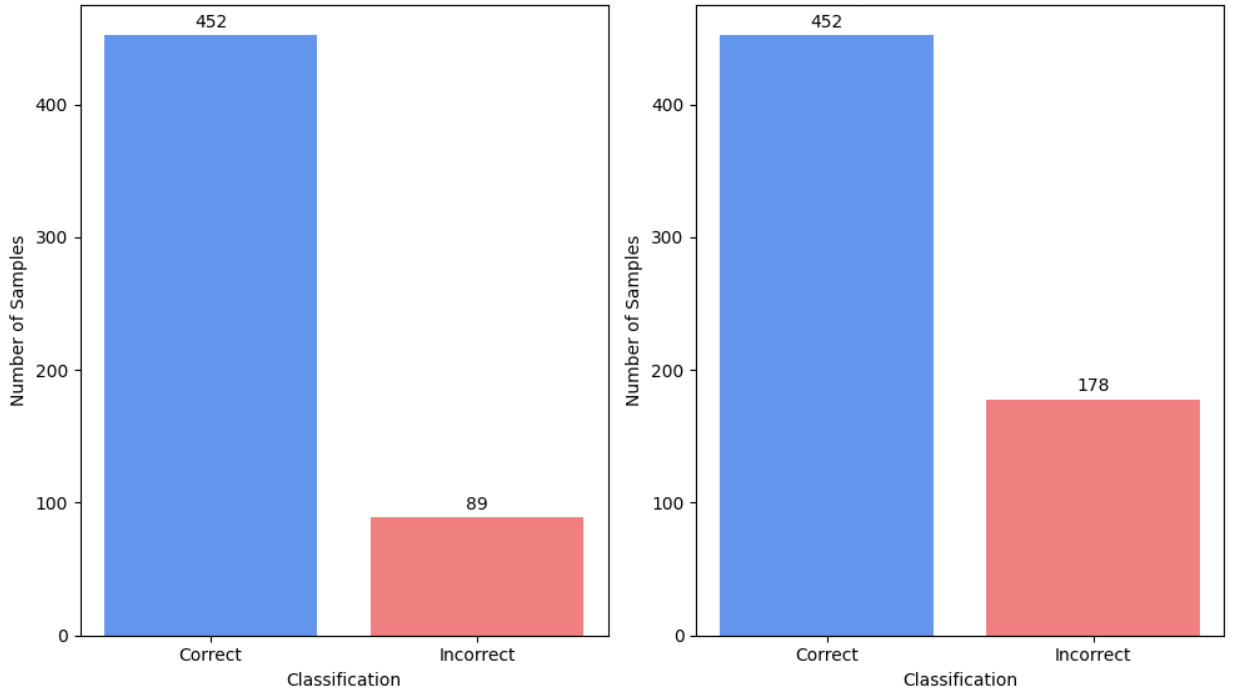 452
400
300
200
100
0
89
Correct
Incorrect
Classification
Number of Samples
452
400
300
200
100
0
178
Correct
Incorrect
Classification
Number of Samples